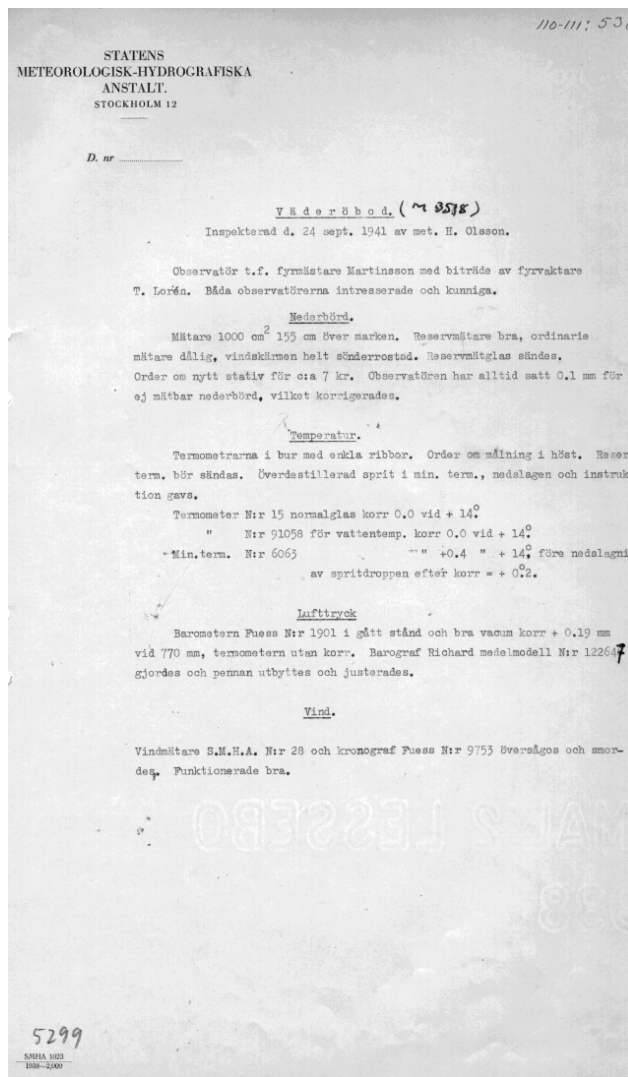 110-111: 53
STATENS
METEOROLOGISK-HYDROGRAFISKA
ANSTALT.
STOCKHOLM 12
D. nr
Väderöbod. (M 3518)
Inspekterad d. 24 sept. 1941 av met. H. Olsson.
Observatör t.f. fyrmästare Martinsson med biträde av fyrvaktare
T. Lorén. Båda observatörerna intresserade och kunniga.
Nederbörd.
Mätare 1000 cm2 155 cm över marken. Reservmätare bra, ordinarie
mätare dålig, vindskärmen helt sönderrostad. Reservmätglas sändes.
Order om nytt stativ för c:a 7 kr. Observatören har alltid satt 0.1 mm för
ej mätbar nederbörd, vilket korrigerades.
Temperatur.
Termometrarna i bur med enkla ribbor. Order om målning i höst. Reser
term. bör sändas. Överdestillerad sprit i min. term., nedslagen och instruk
tion gavs.
Termometer N:r 15 normalglas korr 0.0 vid + 14°.
" N:r 91058 för vattentemp. korr 0.0 vid + 14°.
Min.term. N:r 6063 " +0.4 " + 14°, före nedslagni
av spritdroppen efter korr = + 0°.2.
Lufttryck
Barometern Fuess N:r 1901 i gått stånd och bra vacum korr + 0.19 mm
vid 770 mm, termometern utan korr. Barograf Richard medelmodell N:r 122647
gjordes och pennan utbyttes och justerades.
Vind.
Vindmätare S.M.H.A. N:r 28 och kronograf Fuess N:r 9753 översågos och smor-
des. Funktionerade bra.
MAL 2 LESSEBO
5299
SMHA 1023
1938—2,000